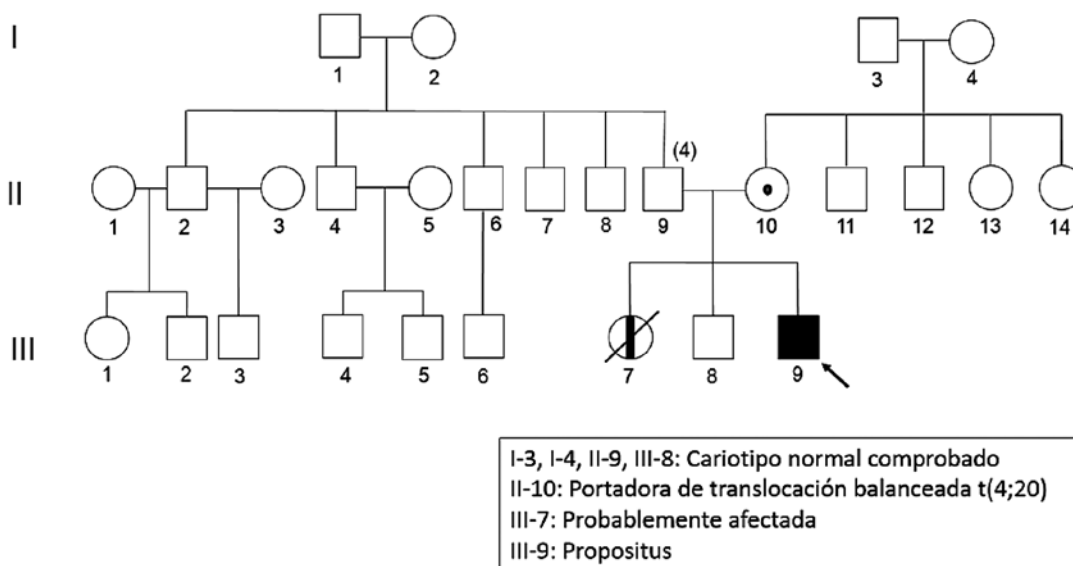 I
1 2 3 4
(4)
II
1 2 3 4 5 6 7 8 9 10 11 12 13 14
III
1 2 3 4 5 6 7 8 9
I-3, I-4, II-9, III-8: Cariotipo normal comprobado
II-10: Portadora de translocación balanceada t(4;20)
III-7: Probablemente afectada
III-9: Propositus